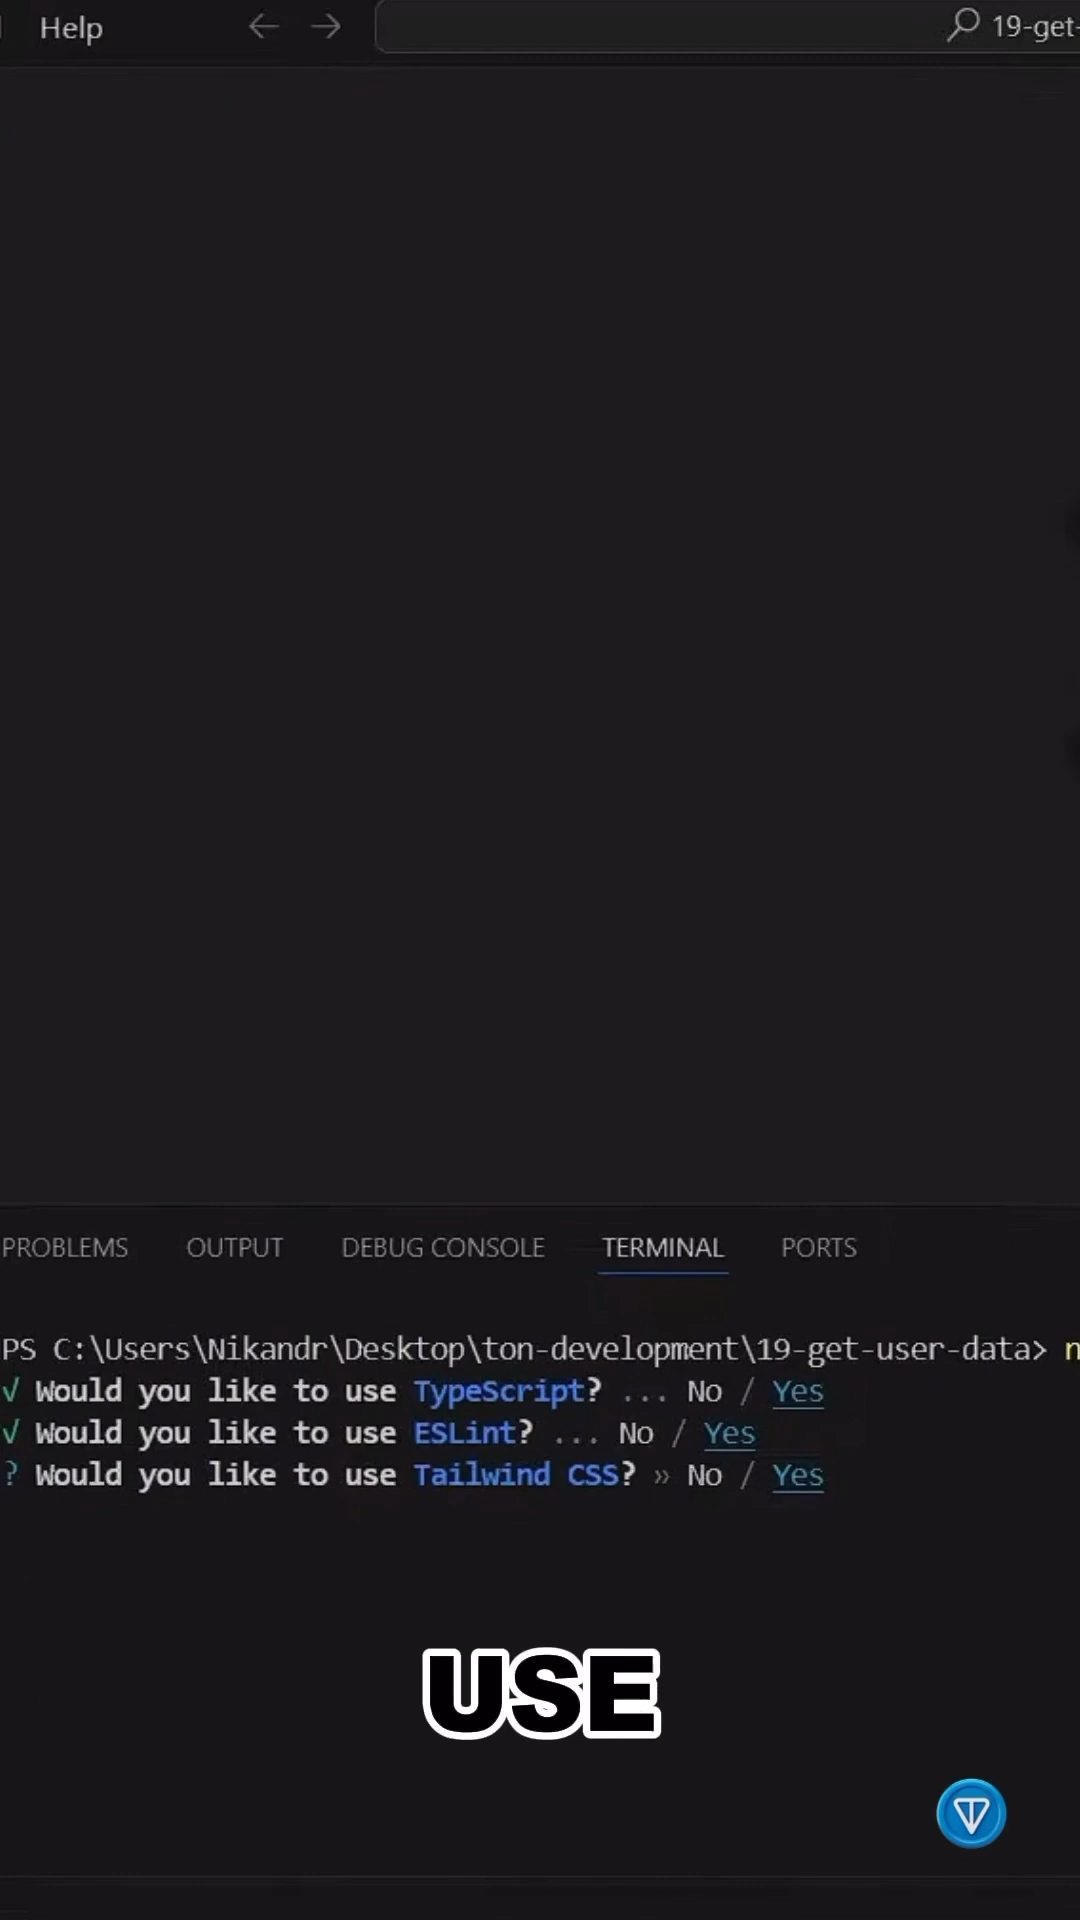 Help ← → 19-get-
PROBLEMS OUTPUT DEBUG CONSOLE TERMINAL PORTS
PS C:\Users\Nikandr\Desktop\ton-development\19-get-user-data> n
√ Would you like to use TypeScript? ... No / Yes
√ Would you like to use ESLint? ... No / Yes
? Would you like to use Tailwind CSS? » No / Yes
USE